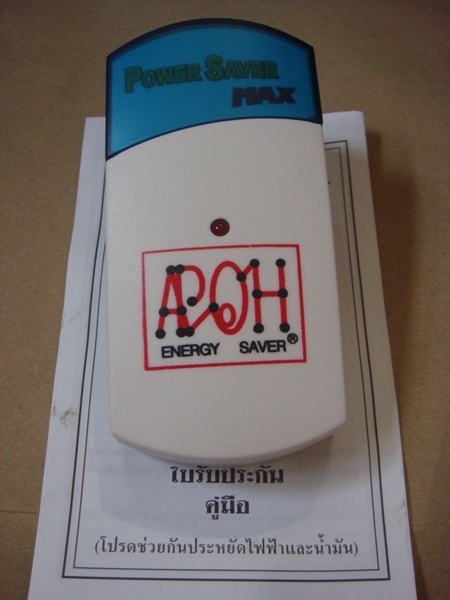 POWER SAVER
MAX
ENERGY SAVER®
ใบรับประกัน
คู่มือ
(โปรดช่วยกันประหยัดไฟฟ้าและน้ำมัน)